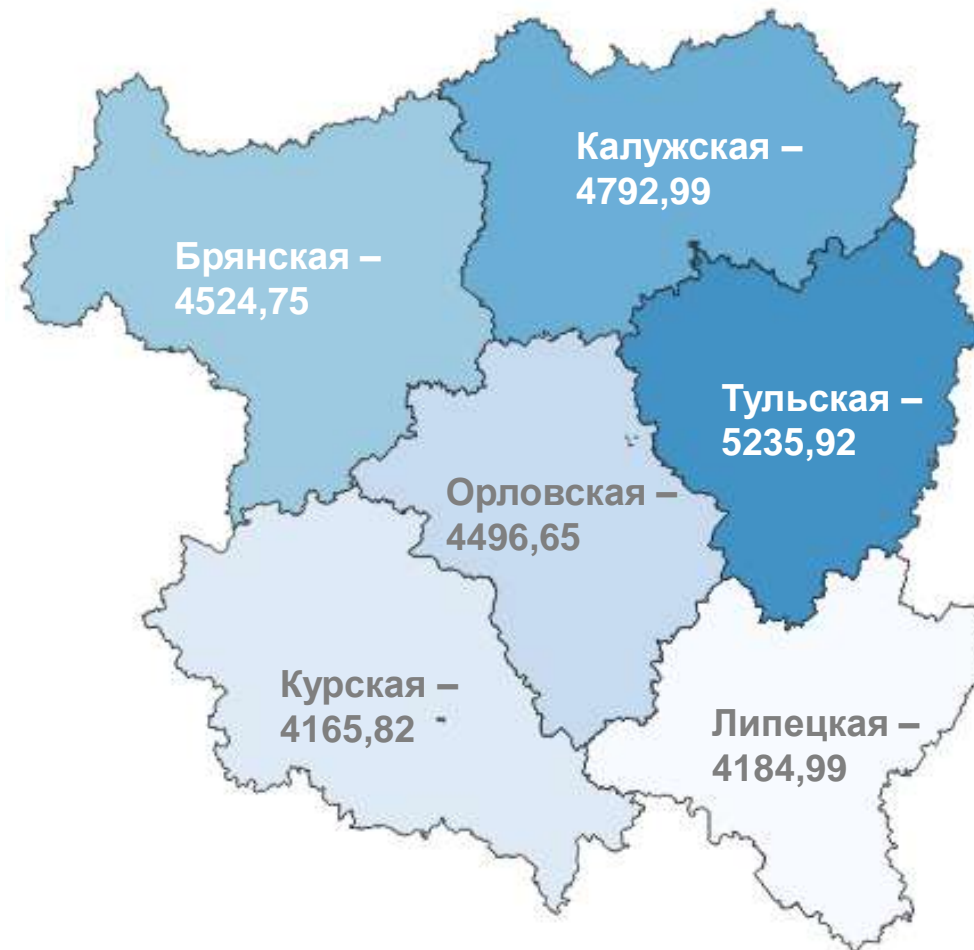 Калужская –
4792,99
Брянская –
4524,75
Тульская –
5235,92
Орловская –
4496,65
Курская –
4165,82
Липецкая –
4184,99